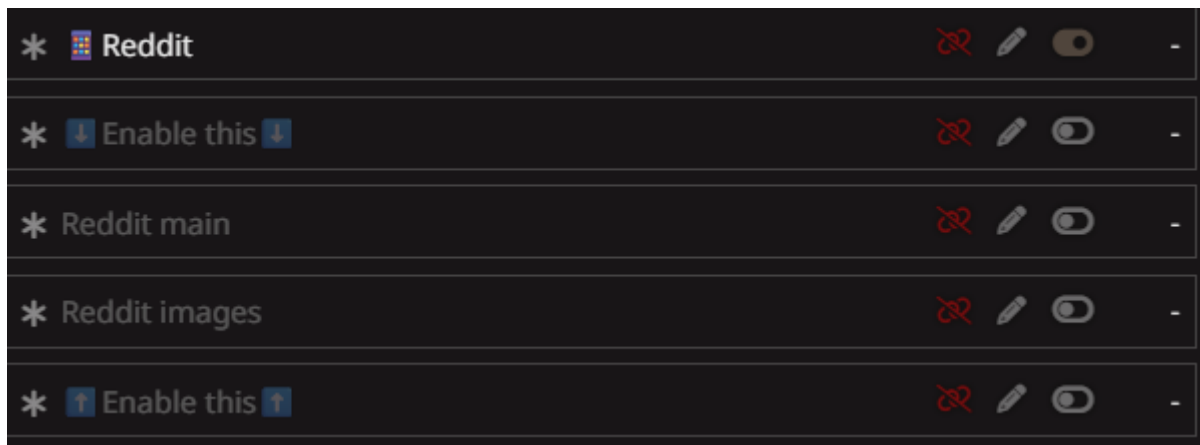 Reddit
⬇️ Enable this ⬇️
Reddit main
Reddit images
⬆️ Enable this ⬆️